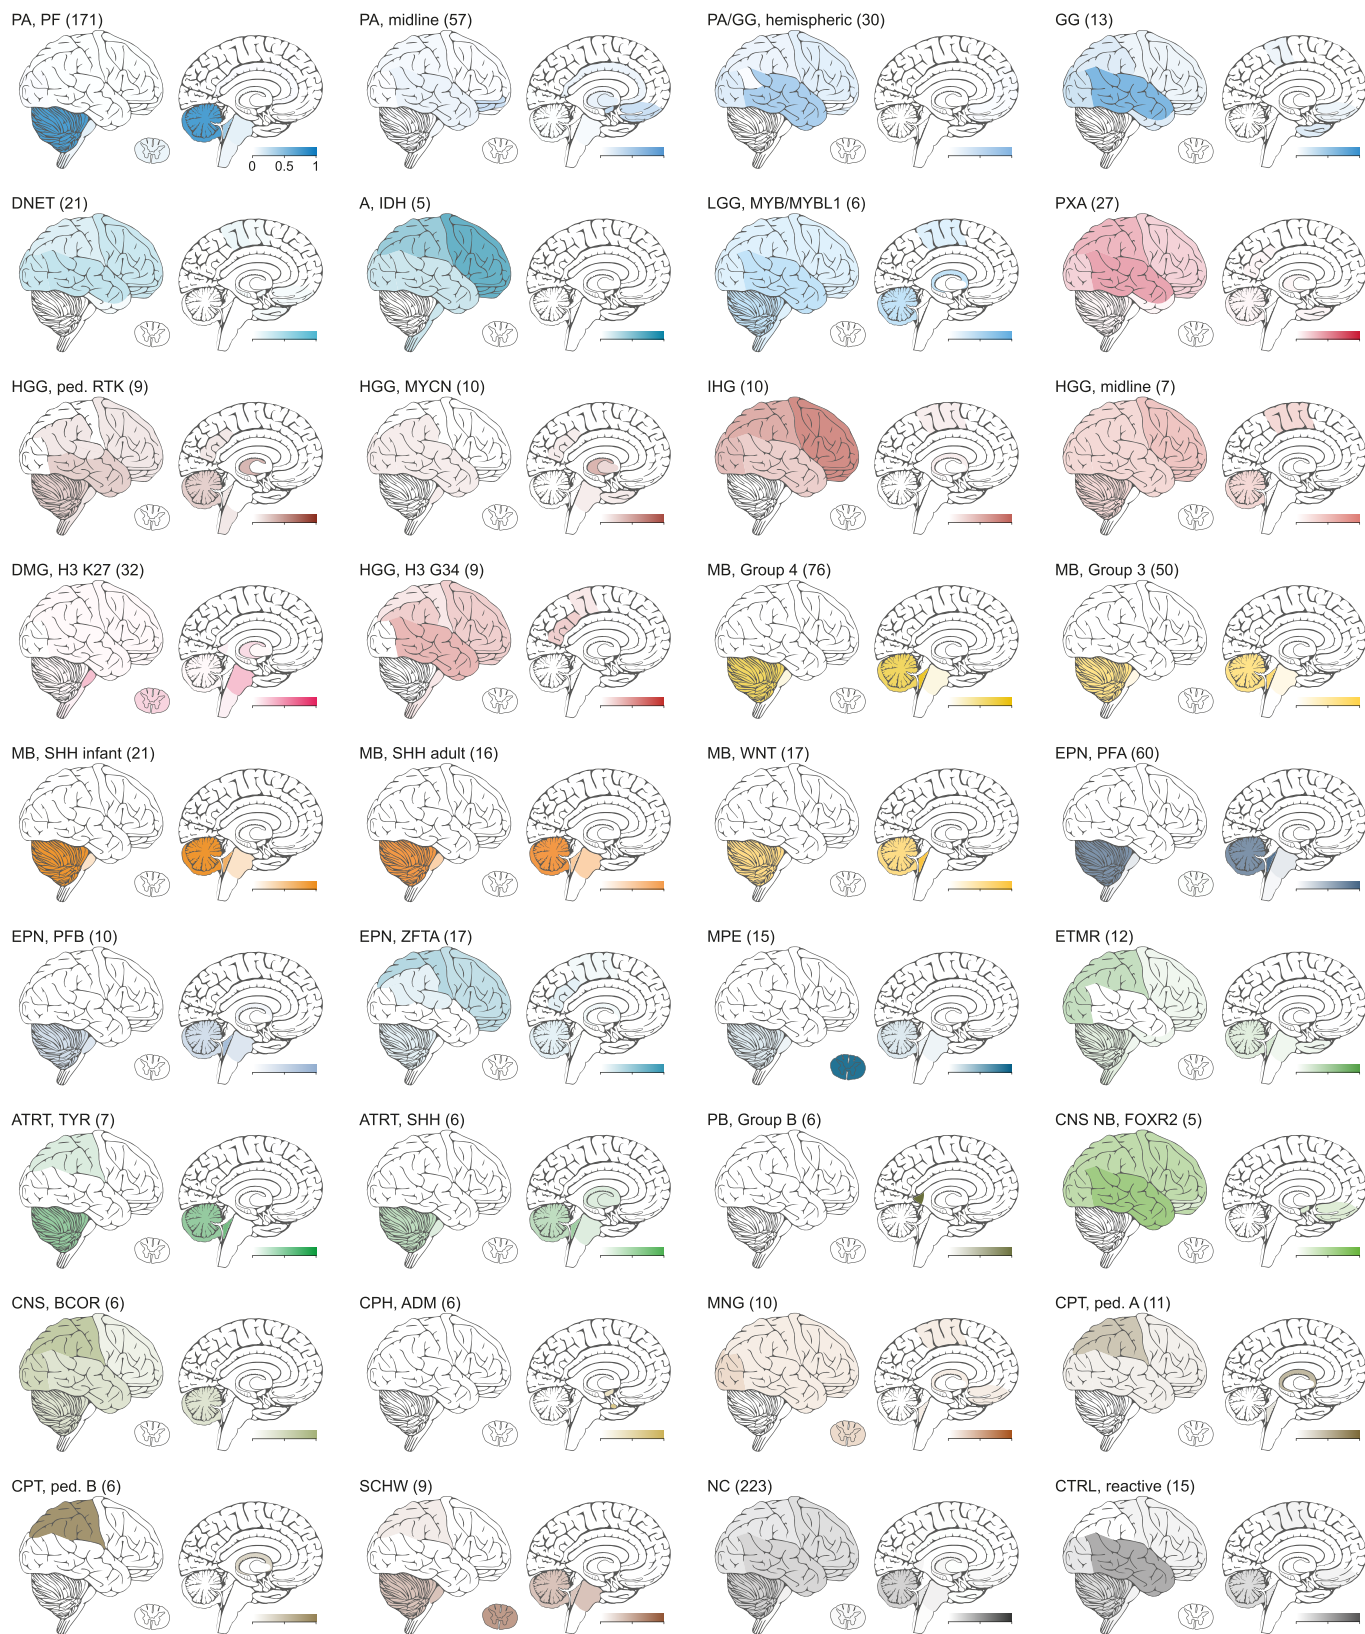 PA, PF (171)
PA, midline (57)
PA/GG, hemispheric (30)
GG (13)
0 0.5 1
DNET (21)
A, IDH (5)
LGG, MYB/MYBL1 (6)
PXA (27)
HGG, ped. RTK (9)
HGG, MYCN (10)
IHG (10)
HGG, midline (7)
DMG, H3 K27 (32)
HGG, H3 G34 (9)
MB, Group 4 (76)
MB, Group 3 (50)
MB, SHH infant (21)
MB, SHH adult (16)
MB, WNT (17)
EPN, PFA (60)
EPN, PFB (10)
EPN, ZFTA (17)
MPE (15)
ETMR (12)
ATRT, TYR (7)
ATRT, SHH (6)
PB, Group B (6)
CNS NB, FOXR2 (5)
CNS, BCOR (6)
CPH, ADM (6)
MNG (10)
CPT, ped. A (11)
CPT, ped. B (6)
SCHW (9)
NC (223)
CTRL, reactive (15)